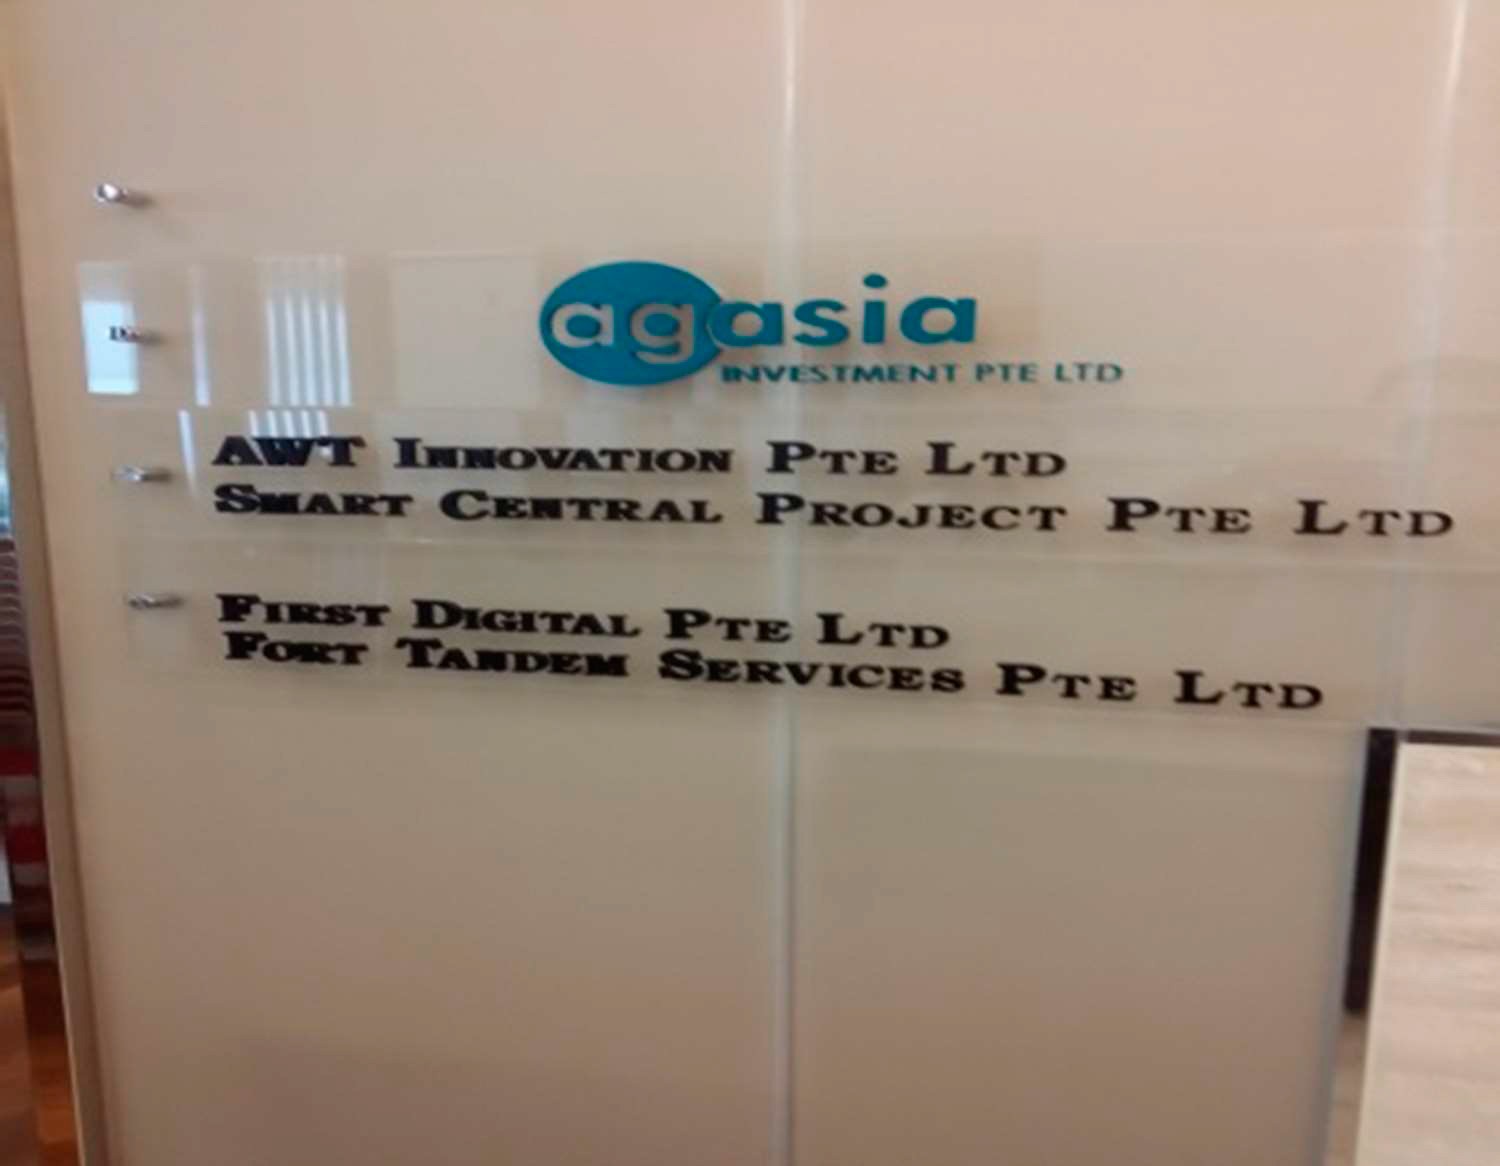 agasia
INVESTMENT PTE LTD
AWT INNOVATION PTE LTD
SMART CENTRAL PROJECT PTE LTD
FIRST DIGITAL PTE LTD
FORT TANDEM SERVICES PTE LTD